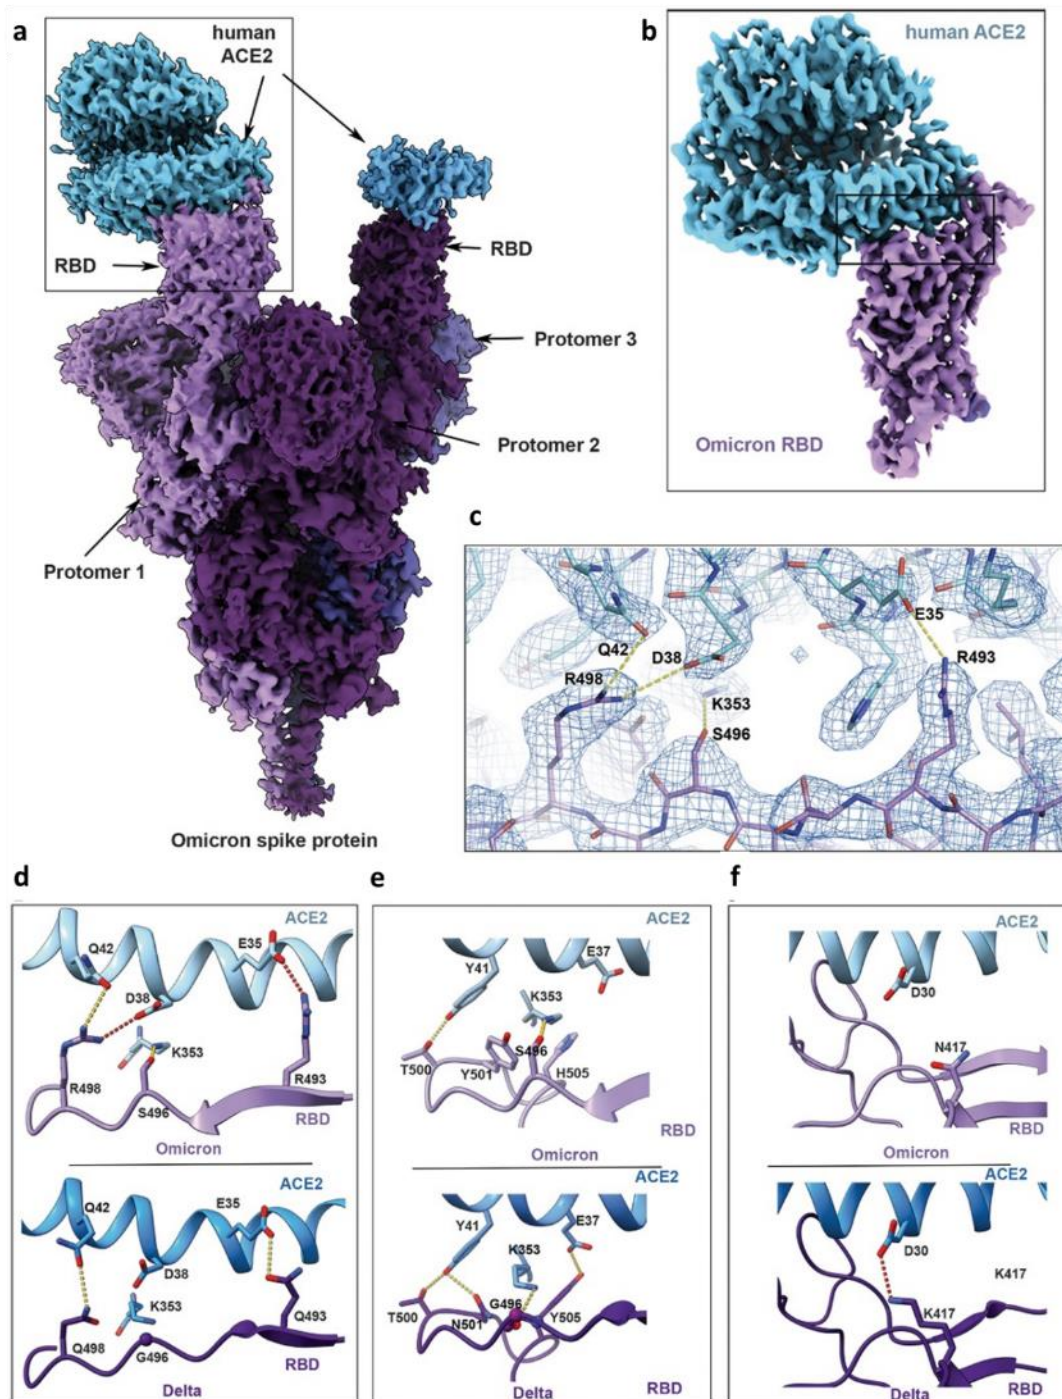 a
human
ACE2
RBD
RBD
Protomer 3
Protomer 2
Protomer 1
Omicron spike protein
b
human ACE2
Omicron RBD
c
E35
Q42
D38
R493
R498
K353
S496
d
ACE2
Q42
E35
D38
K353
R498
S496
R493
RBD
Omicron
ACE2
Q42
E35
D38
K353
Q493
Q498
G496
RBD
Delta
e
ACE2
Y41
E37
K353
S496
T500
Y501
H505
RBD
Omicron
ACE2
Y41
E37
K353
G496
T500
N501
Y505
Delta
RBD
f
ACE2
D30
N417
RBD
Omicron
ACE2
D30
K417
K417
Delta
RBD